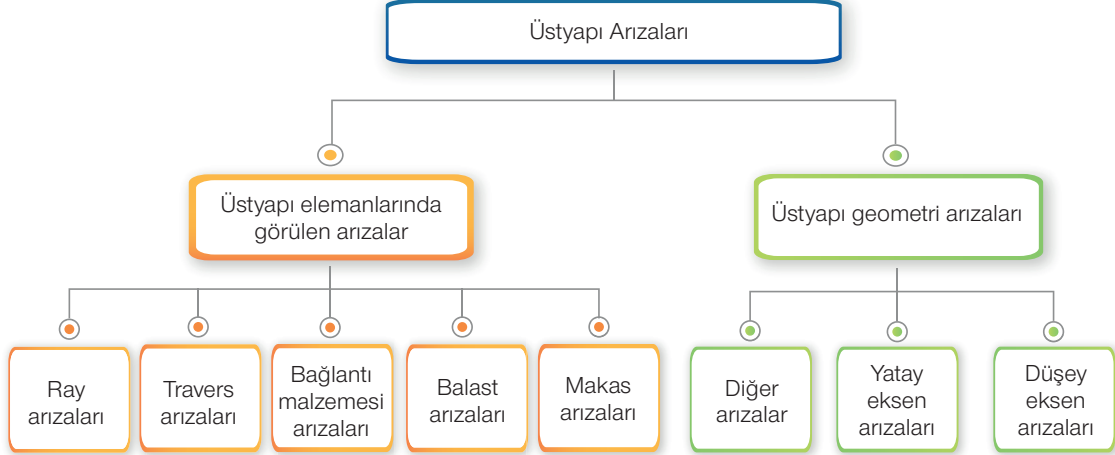 Üstyapı Arızaları
Üstyapı elemanlarında
görülen arızalar
Üstyapı geometri arızaları
Ray
arızaları
Travers
arızaları
Bağlantı
malzemesi
arızaları
Balast
arızaları
Makas
arızaları
Diğer
arızalar
Yatay
eksen
arızaları
Düşey
eksen
arızaları